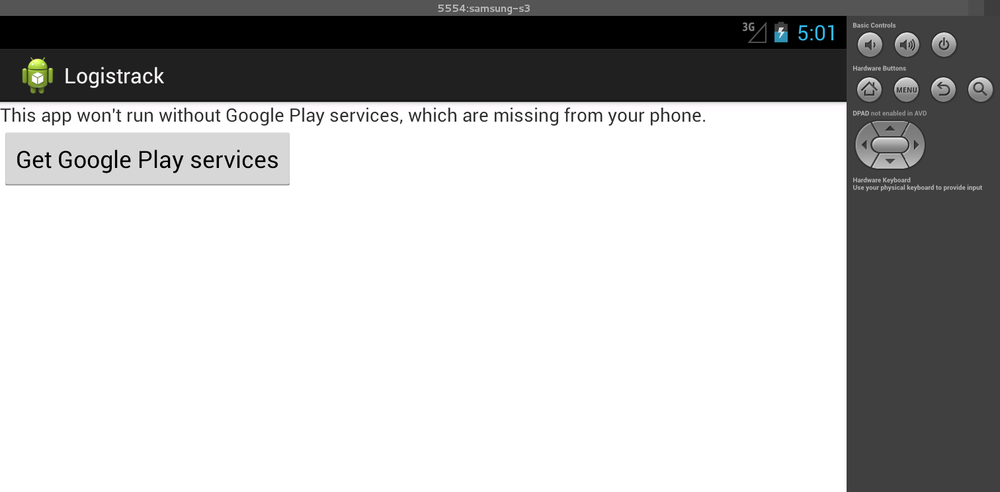 5554:samsung-s3
3G 5:01
Logistrack
This app won't run without Google Play services, which are missing from your phone.
Get Google Play services
Basic Controls
Hardware Buttons
MENU
DPAD not enabled in AVD
Hardware Keyboard
Use your physical keyboard to provide input